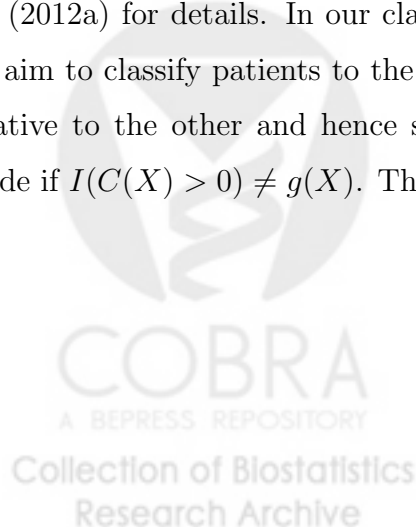 (2012a) for details. In our cla
aim to classify patients to the
ative to the other and hence s
de if I(C(X) > 0) ≠ g(X). Th
COBRA
A BEPRESS REPOSITORY
Collection of Biostatistics
Research Archive